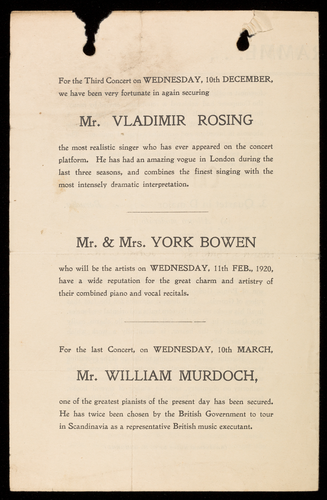 For the Third Concert on WEDNESDAY, 10th DECEMBER,
we have been very fortunate in again securing
Mr. VLADIMIR ROSING
the most realistic singer who has ever appeared on the concert
platform. He has had an amazing vogue in London during the
last three seasons, and combines the finest singing with the
most intensely dramatic interpretation.
Mr. & Mrs. YORK BOWEN
who will be the artists on WEDNESDAY, 11th FEB., 1920,
have a wide reputation for the great charm and artistry of
their combined piano and vocal recitals.
For the last Concert, on WEDNESDAY, 10th MARCH,
Mr. WILLIAM MURDOCH,
one of the greatest pianists of the present day has been secured.
He has twice been chosen by the British Government to tour
in Scandinavia as a representative British music executant.